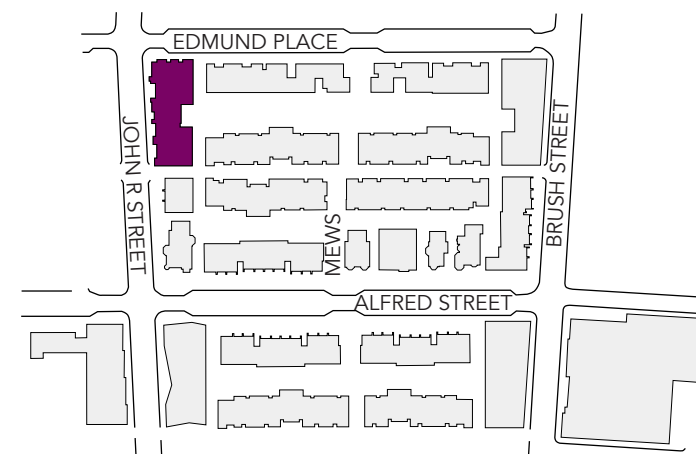 EDMUND PLACE
JOHN R STREET
BRUSH STREET
MEWS
ALFRED STREET